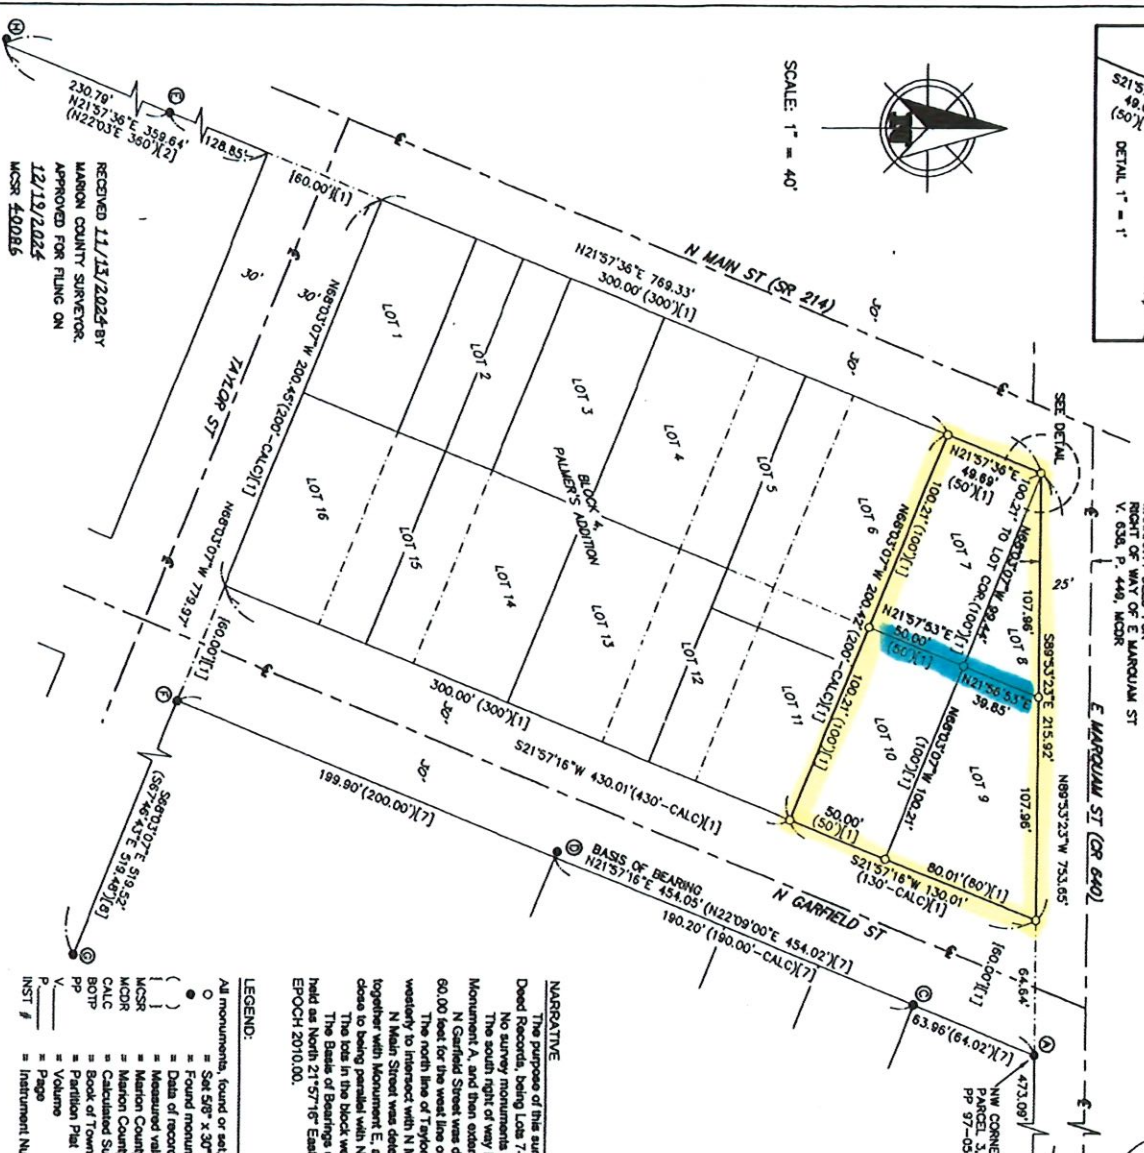 S21°5
49.6
(50')[
DETAIL 1" = 1'
SCALE: 1" = 40'
SEE DETAIL
RIGHT OF WAY OF E MARQUAM ST
V. 638, P. 449, MCDR
25'
E MARQUAM ST (CR 640)
N89°53'23"W 753.65'
S89°53'23"E 215.92'
107.96'
107.96'
N MAIN ST (SR 214)
30'
30'
N21°57'36"E 769.33'
300.00' (300')[1]
N21°57'36"E
49.69'
(50')[1]
100.21' TO LOT COR.(100')[1]
N68°03'07"W 99.44'
LOT 7
LOT 8
N21°57'53"E
50.00'
(50')[1]
N21°56'53"E
39.85'
N68°03'07"W 200.42'(200'-CALC)[1]
100.21'(100')[1]
100.21'(100')[1]
LOT 9
LOT 10
N68°03'07"W 100.21'
(100')[1]
50.00'
(50')[1]
80.01'(80')[1]
S21°57'16"W 130.01'
(130'-CALC)[1]
[60.00'][1]
64.64'
LOT 1
LOT 2
LOT 3
LOT 4
LOT 5
LOT 6
BLOCK 4,
PALMER'S ADDITION
LOT 11
LOT 12
LOT 13
LOT 14
LOT 15
LOT 16
300.00' (300')[1]
S21°57'16"W 430.01'(430'-CALC)[1]
30'
30'
N GARFIELD ST
N68°03'07"W 200.45'(200'-CALC)[1]
[60.00'][1]
30'
30'
TAYLOR ST
N68°03'07"W 779.97'
[60.00'][1]
H
E
128.85'
230.79'
N21°57'36"E 359.64'
(N22°03'E 360')[2]
RECEIVED 11/13/2024 BY
MARION COUNTY SURVEYOR.
APPROVED FOR FILING ON
12/19/2024
MCSR 40086
F
199.90'(200.00')[7]
D
BASIS OF BEARING
N21°57'16"E 454.05'(N22°09'00"E 454.02')[7]
190.20'(190.00'-CALC)[7]
C
63.96'(64.02')[7]
A
473.09'
NW CORNE
PARCEL 3,
PP 97-05
S68°03'07"E 519.52'
(S67°46'43"E 519.46')[8]
G
NARRATIVE
The purpose of this sur
Deed Records, being Lots 7-
No survey monuments
The south right of way
Monument A, and then exten
N Garfield Street was d
60.00 feet for the west line o
The north line of Taylor
westerly to intersect with N M
N Main Street was dete
together with Monument E, a
close to being parallel with N
The lots in the block we
The Basis of Bearings
held as North 21°57'16" East
EPOCH 2010.00.
LEGEND:
All monuments, found or set,
○ = Set 5/8" x 30"
● = Found monum
( ) = Data of record
[ ] = Measured val
MCSR = Marion Count
MCDR = Marion Count
CALC = Calculated Su
BOTP = Book of Town
PP = Partition Plat
V.___ = Volume
P.___ = Page
INST # = Instrument Nu